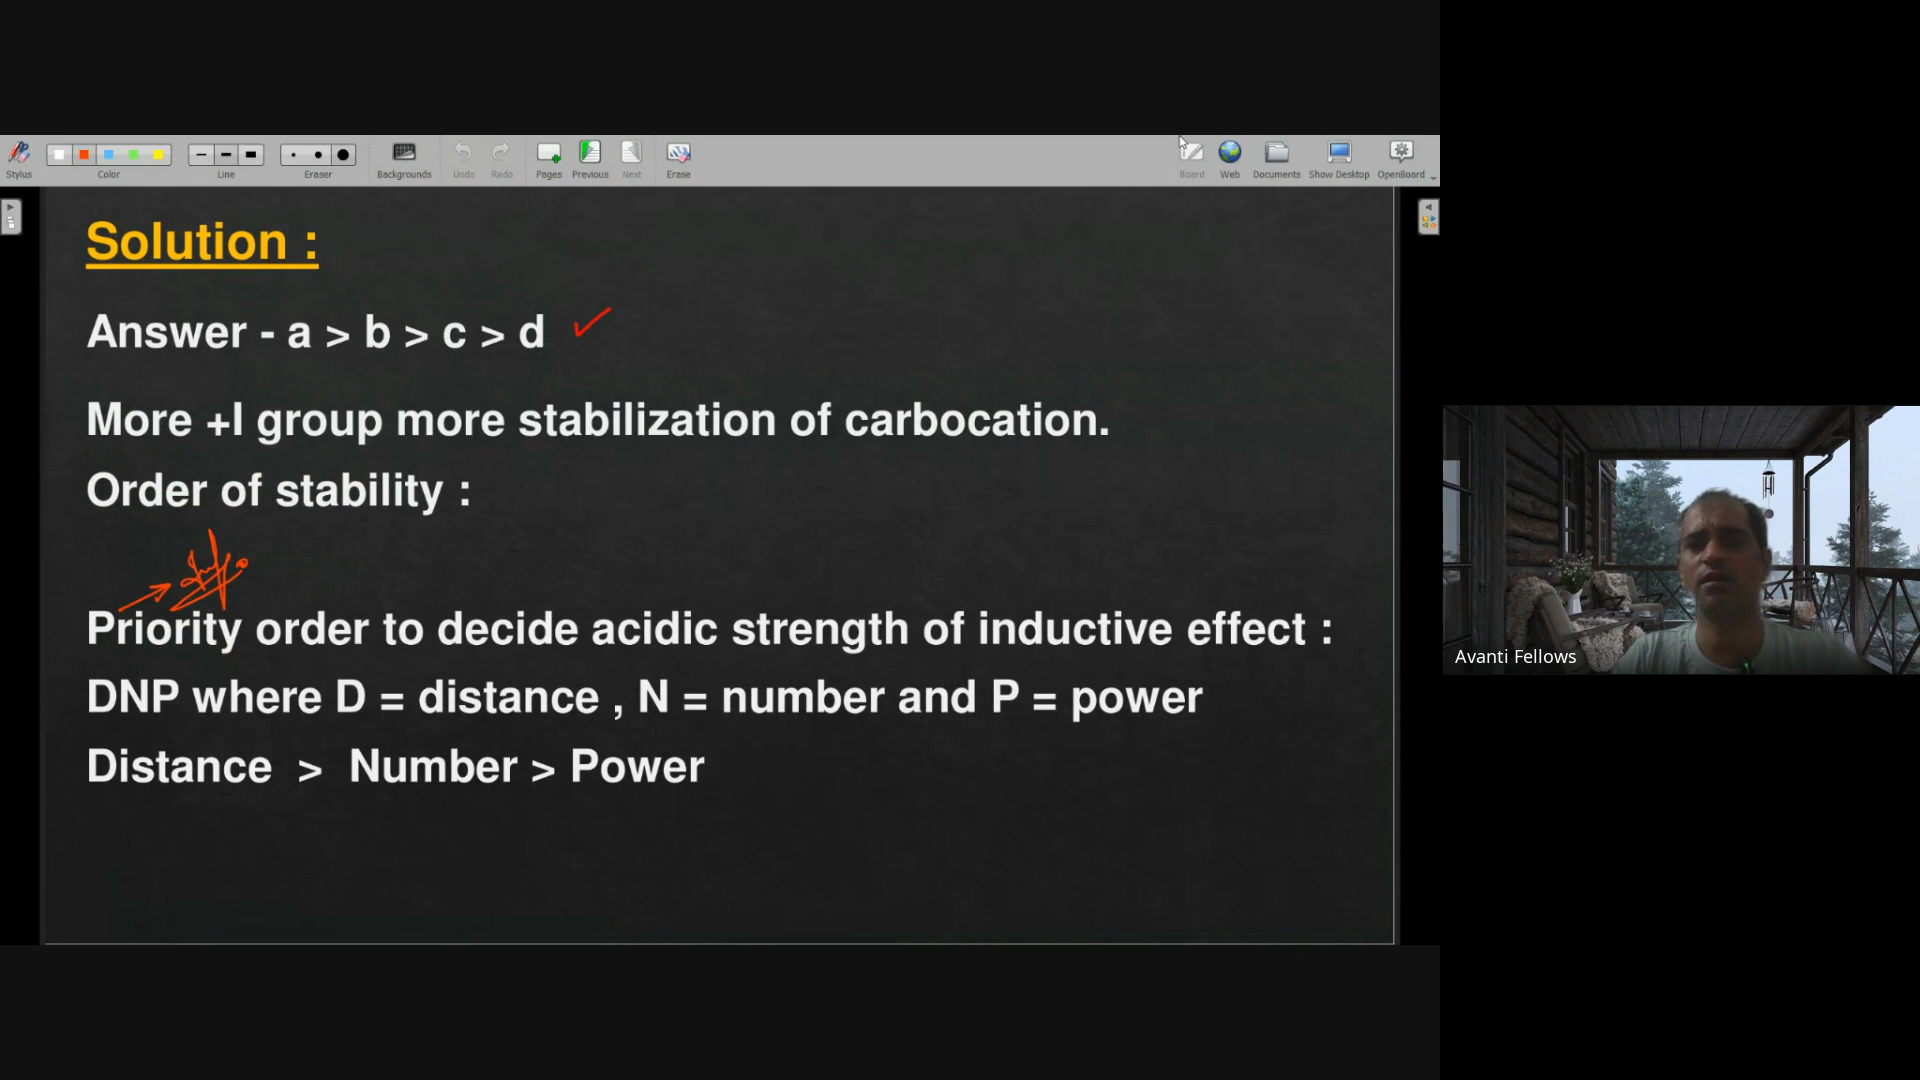 Stylus
Color
Line
Eraser
Backgrounds
Undo
Redo
Pages
Previous
Next
Erase
Board
Web
Documents
Show Desktop
OpenBoard
Solution :
Answer - a > b > c > d
More +I group more stabilization of carbocation.
Order of stability :
Priority order to decide acidic strength of inductive effect :
DNP where D = distance , N = number and P = power
Distance > Number > Power
Avanti Fellows